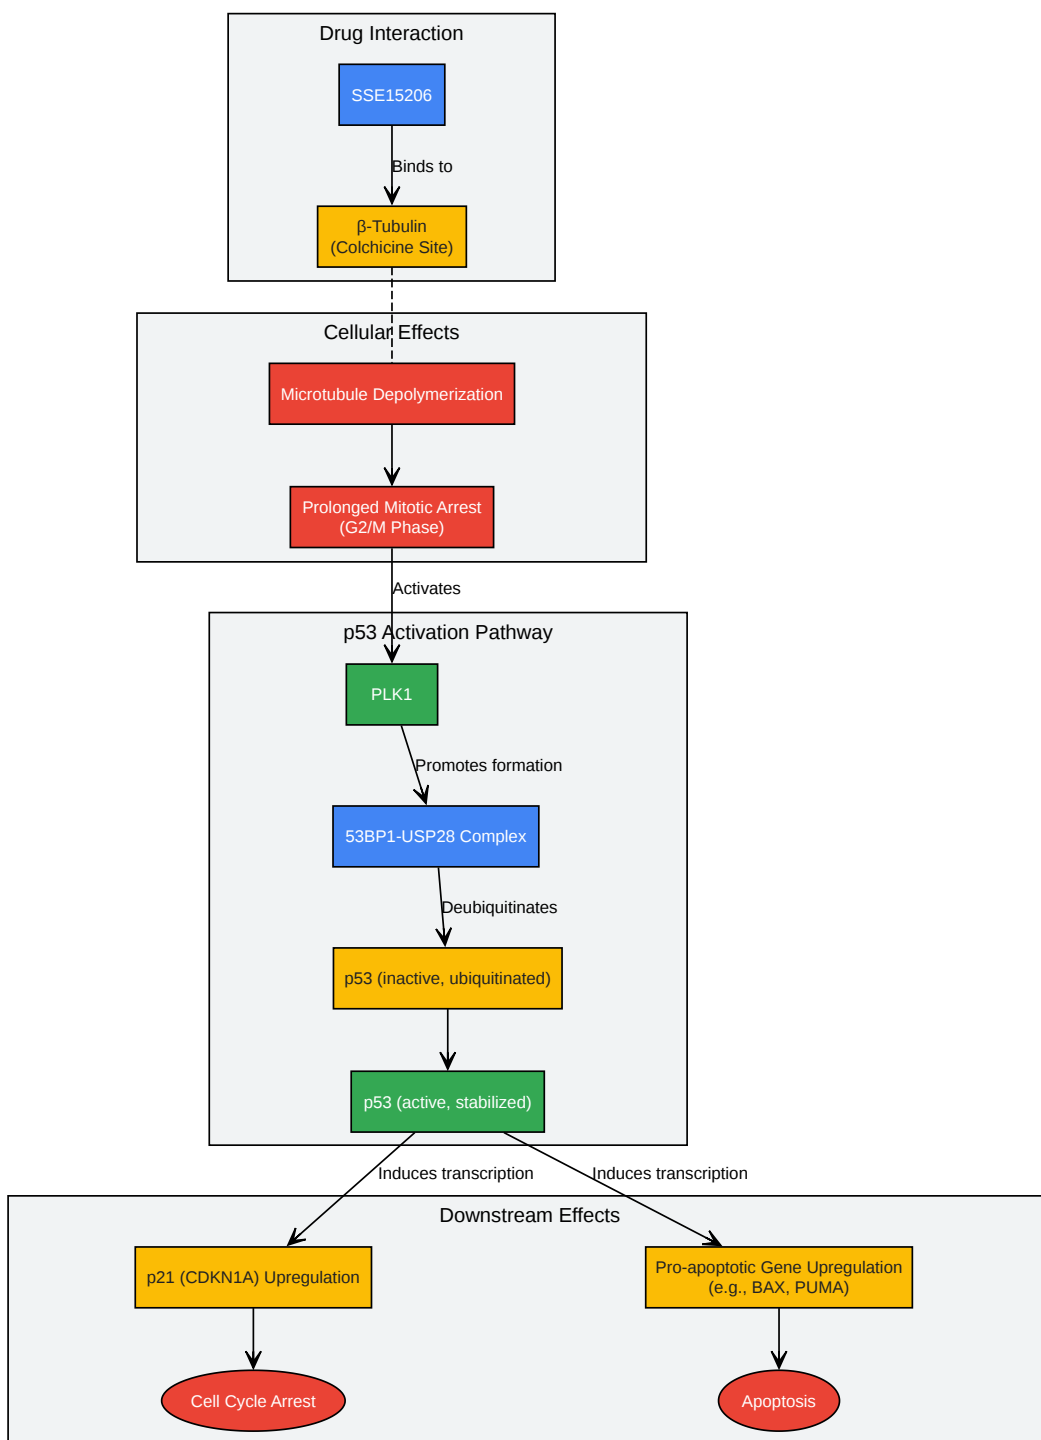 Drug Interaction
SSE15206
Binds to
β-Tubulin
(Colchicine Site)
Cellular Effects
Microtubule Depolymerization
Prolonged Mitotic Arrest
(G2/M Phase)
Activates
p53 Activation Pathway
PLK1
Promotes formation
53BP1-USP28 Complex
Deubiquitinates
p53 (inactive, ubiquitinated)
p53 (active, stabilized)
Induces transcription
Induces transcription
Downstream Effects
p21 (CDKN1A) Upregulation
Pro-apoptotic Gene Upregulation
(e.g., BAX, PUMA)
Cell Cycle Arrest
Apoptosis